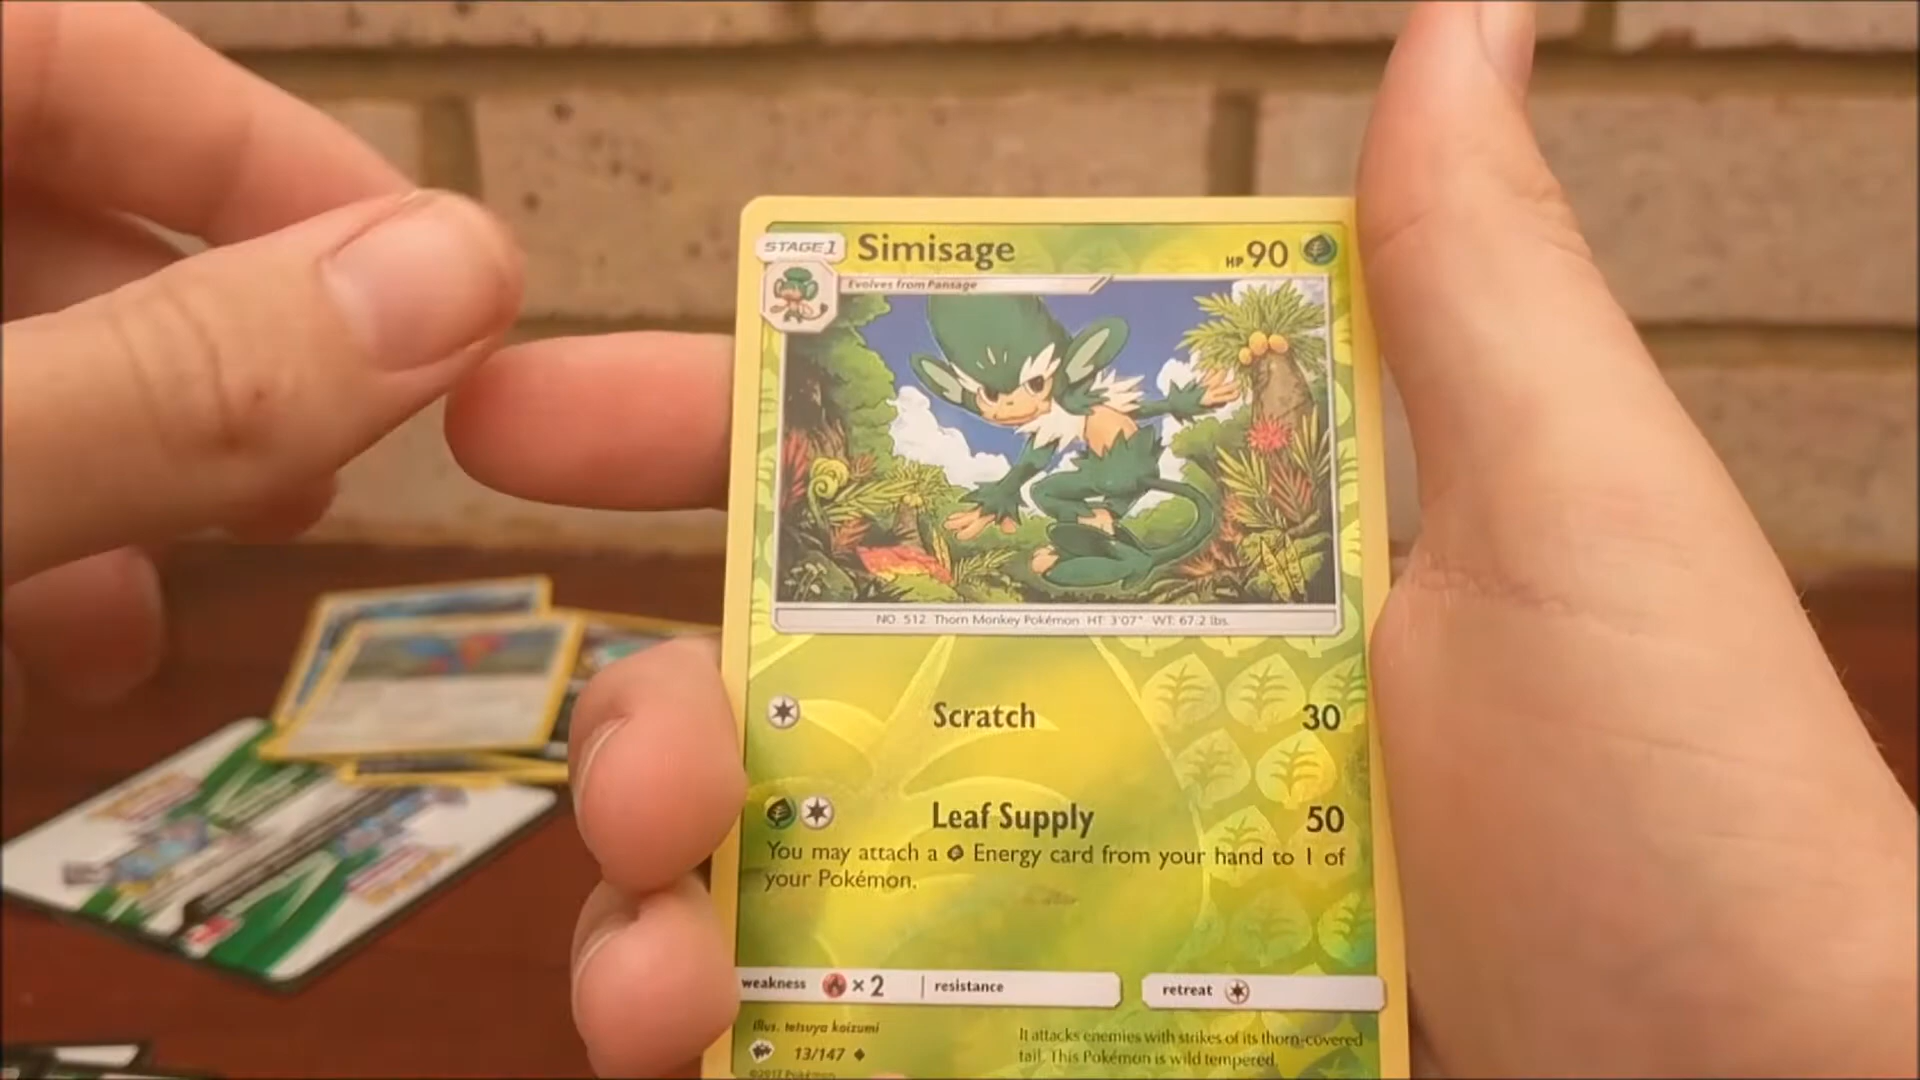 STAGE 1 Simisage HP 90
Evolves from Pansage
NO. 512 Thorn Monkey Pokémon HT: 3'07" WT: 67.2 lbs.
Scratch 30
Leaf Supply 50
You may attach a Energy card from your hand to 1 of
your Pokémon.
weakness × 2 resistance retreat
illus. tetsuya koizumi
13/147
©2017 Pokémon
It attacks enemies with strikes of its thorn-covered
tail. This Pokémon is wild tempered.